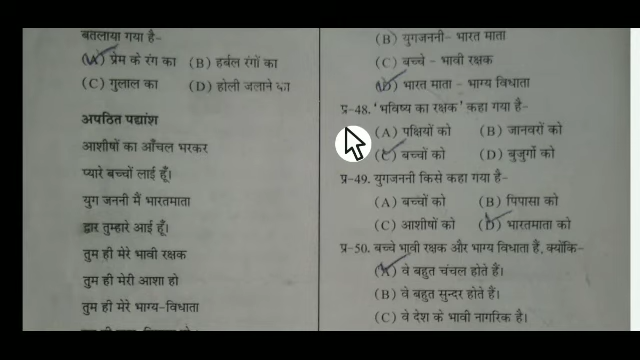 बतलाया गया है-
(A) प्रेम के रंग का (B) हर्बल रंगों का
(C) गुलाल का (D) होली जलाने का
अपठित पद्यांश
आशीषों का आँचल भरकर
प्यारे बच्चों लाई हूँ।
युग जननी मैं भारतमाता
द्वार तुम्हारे आई हूँ।
तुम ही मेरे भावी रक्षक
तुम ही मेरी आशा हो
तुम ही मेरे भाग्य-विधाता
(B) युगजननी- भारत माता
(C) बच्चे - भावी रक्षक
(D) भारत माता - भाग्य विधाता
प्र-48. 'भविष्य का रक्षक' कहा गया है-
(A) पक्षियों को (B) जानवरों को
(C) बच्चों को (D) बुजुर्गो को
प्र-49. युगजननी किसे कहा गया है-
(A) बच्चों को (B) पिपासा को
(C) आशीषों को (D) भारतमाता को
प्र-50. बच्चे भावी रक्षक और भाग्य विधाता हैं, क्योंकि-
(A) वे बहुत चंचल होते हैं।
(B) वे बहुत सुन्दर होते हैं।
(C) वे देश के भावी नागरिक है।